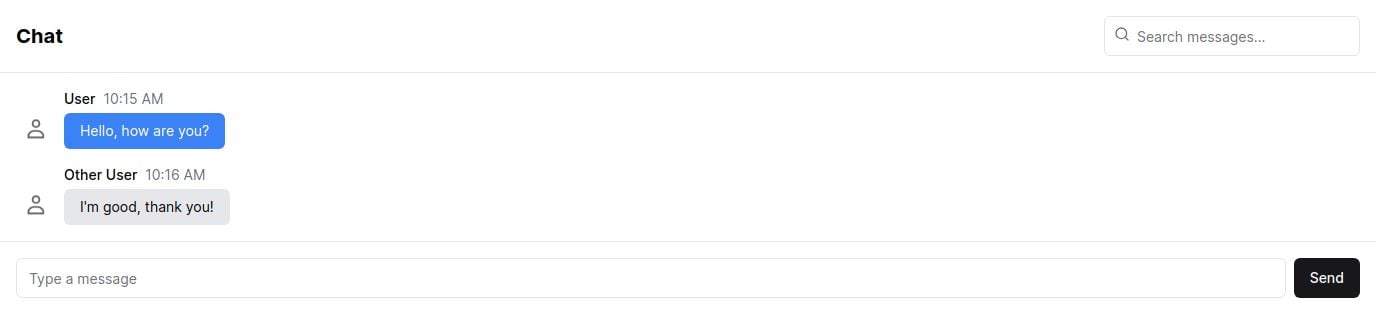 Chat
Search messages...
User 10:15 AM
Hello, how are you?
Other User 10:16 AM
I'm good, thank you!
Type a message
Send